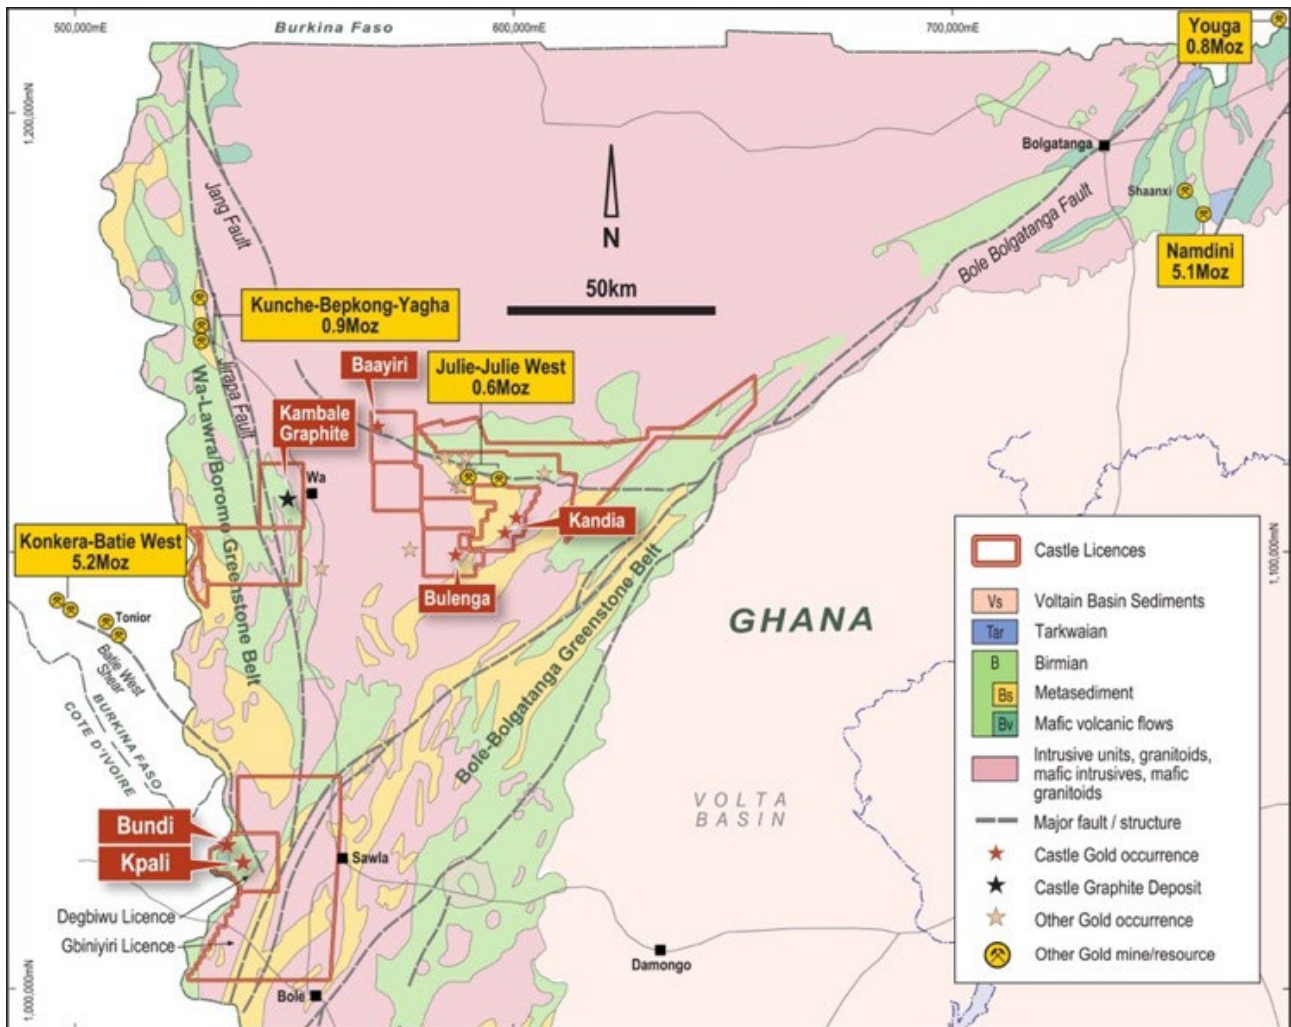 500,000mE
Burkina Faso
600,000mE
700,000mE
Youga
0.8Moz
1,200,000mN
Bolgatanga
Shaanxi
Jang Fault
N
50km
Bole Bolgatanga Fault
Namdini
5.1Moz
Kunche-Bepkong-Yagha
0.9Moz
Baayiri
Julie-Julie West
0.6Moz
Jirapa Fault
Wa-Lawra/Boromo Greenstone Belt
Kambale
Graphite
Wa
Kandia
Konkera-Batie West
5.2Moz
Bulenga
Tonior
Batie West
Shear
BURKINA FASO
COTE D'IVOIRE
Bole-Bolgatanga Greenstone Belt
GHANA
1,100,000mN
Castle Licences
Vs Voltain Basin Sediments
Tar Tarkwaian
B Birmian
Bs Metasediment
Bv Mafic volcanic flows
Intrusive units, granitoids,
mafic intrusives, mafic
granitoids
Major fault / structure
Castle Gold occurrence
Castle Graphite Deposit
Other Gold occurrence
Other Gold mine/resource
VOLTA
BASIN
Bundi
Kpali
Sawla
Degbiwu Licence
Gbiniyiri Licence
Damongo
Bole
1,000,000mN